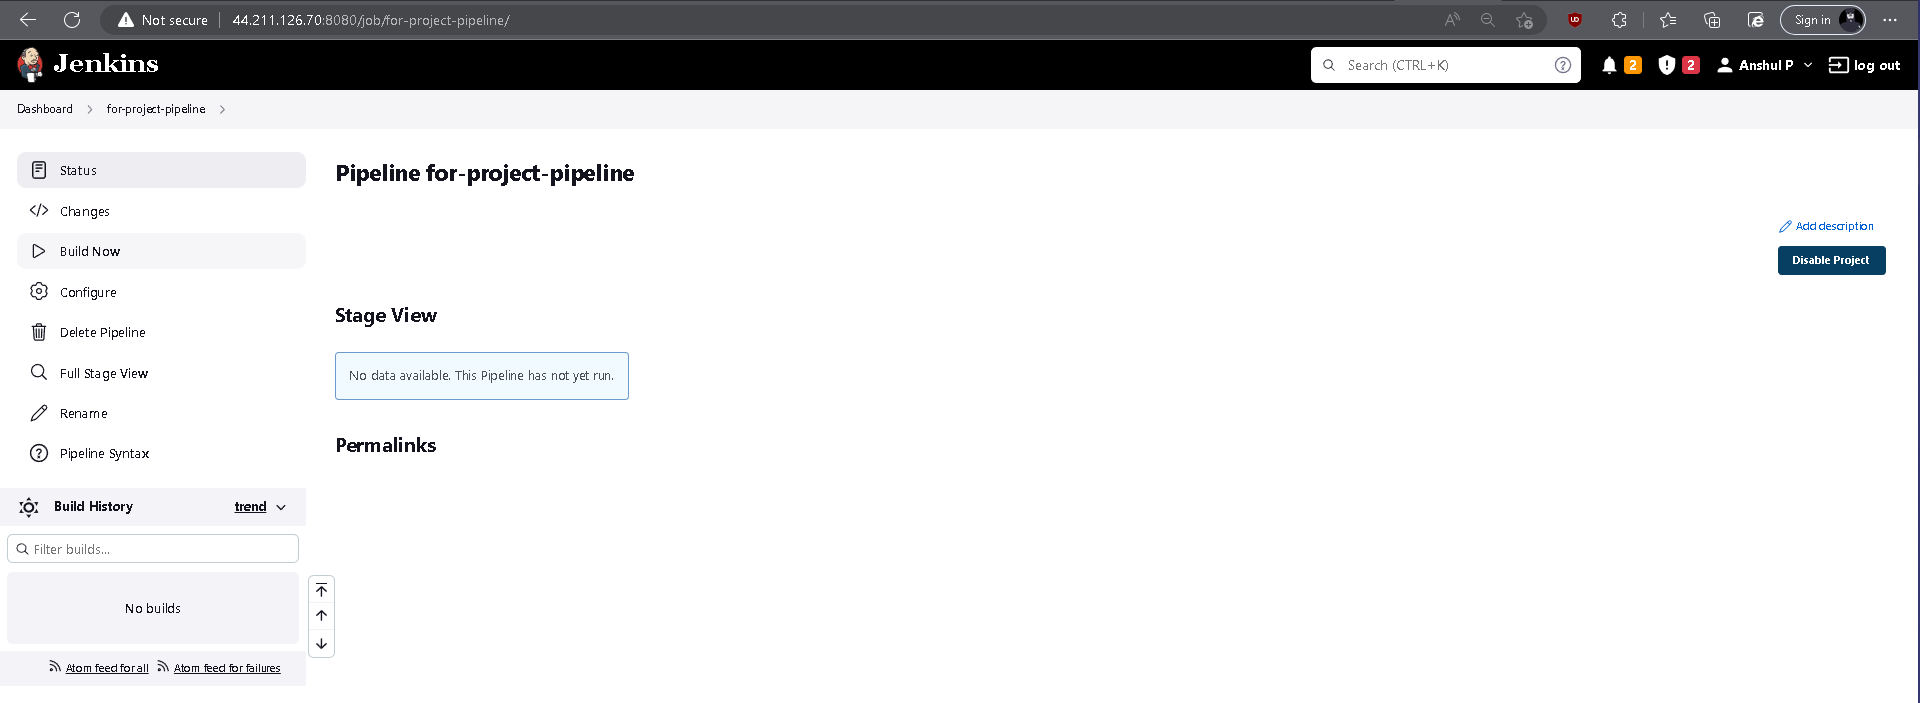 Not secure 44.211.126.70:8080/job/for-project-pipeline/ Sign in
Jenkins Search (CTRL+K) 2 2 Anshul P log out
Dashboard for-project-pipeline
Status
Changes
Build Now
Configure
Delete Pipeline
Full Stage View
Rename
Pipeline Syntax
Build History trend
Filter builds...
No builds
Atom feed for all Atom feed for failures
Pipeline for-project-pipeline
Add description
Disable Project
Stage View
No data available. This Pipeline has not yet run.
Permalinks